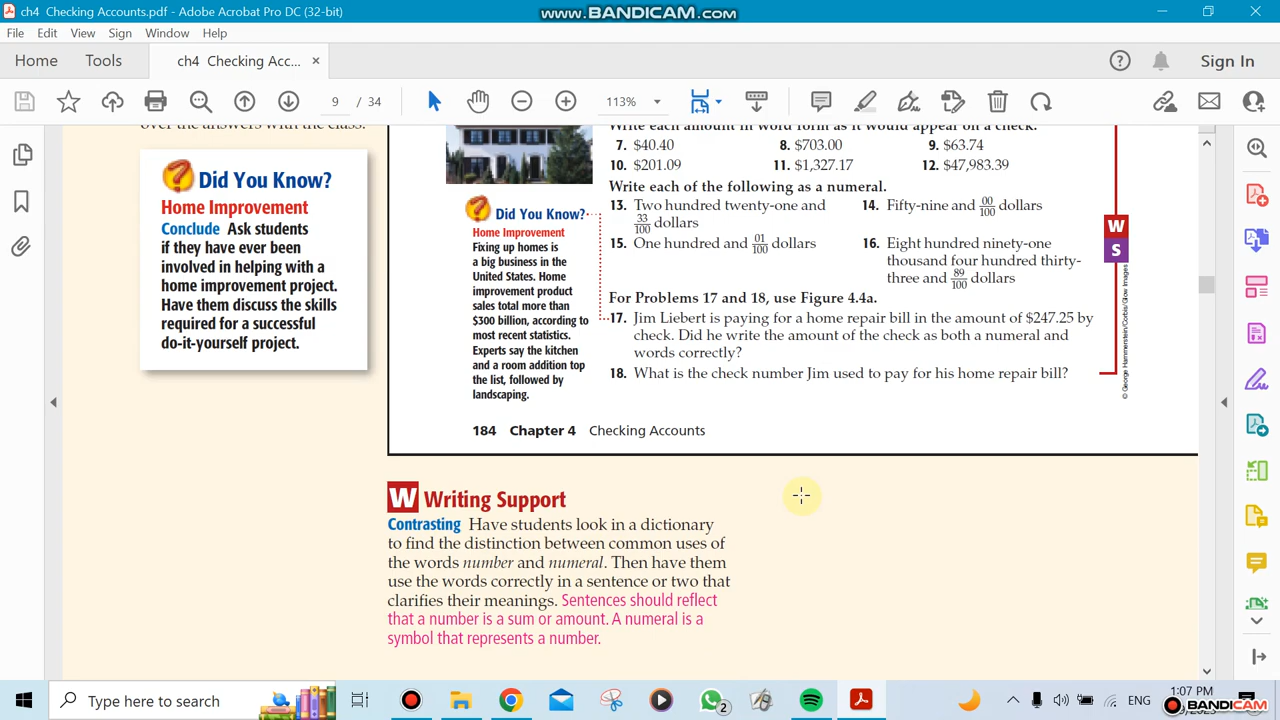 ch4 Checking Accounts.pdf - Adobe Acrobat Pro DC (32-bit)
www.BANDICAM.com
File Edit View Sign Window Help
Home Tools ch4 Checking Acc... × Sign In
9 / 34 113%
over the answers with the class.
Did You Know?
Home Improvement
Conclude Ask students
if they have ever been
involved in helping with a
home improvement project.
Have them discuss the skills
required for a successful
do-it-yourself project.
Write each amount in word form as it would appear on a check.
7. $40.40 8. $703.00 9. $63.74
10. $201.09 11. $1,327.17 12. $47,983.39
Write each of the following as a numeral.
13. Two hundred twenty-one and
33/100 dollars
14. Fifty-nine and 00/100 dollars
15. One hundred and 01/100 dollars
16. Eight hundred ninety-one
thousand four hundred thirty-
three and 89/100 dollars
For Problems 17 and 18, use Figure 4.4a.
17. Jim Liebert is paying for a home repair bill in the amount of $247.25 by
check. Did he write the amount of the check as both a numeral and
words correctly?
18. What is the check number Jim used to pay for his home repair bill?
Did You Know?
Home Improvement
Fixing up homes is
a big business in the
United States. Home
improvement product
sales total more than
$300 billion, according to
most recent statistics.
Experts say the kitchen
and a room addition top
the list, followed by
landscaping.
W
S
© George Hammerstein/Corbis/Glow Images
184 Chapter 4 Checking Accounts
W Writing Support
Contrasting Have students look in a dictionary
to find the distinction between common uses of
the words number and numeral. Then have them
use the words correctly in a sentence or two that
clarifies their meanings. Sentences should reflect
that a number is a sum or amount. A numeral is a
symbol that represents a number.
Type here to search
2
ENG
1:07 PM
BANDICAM